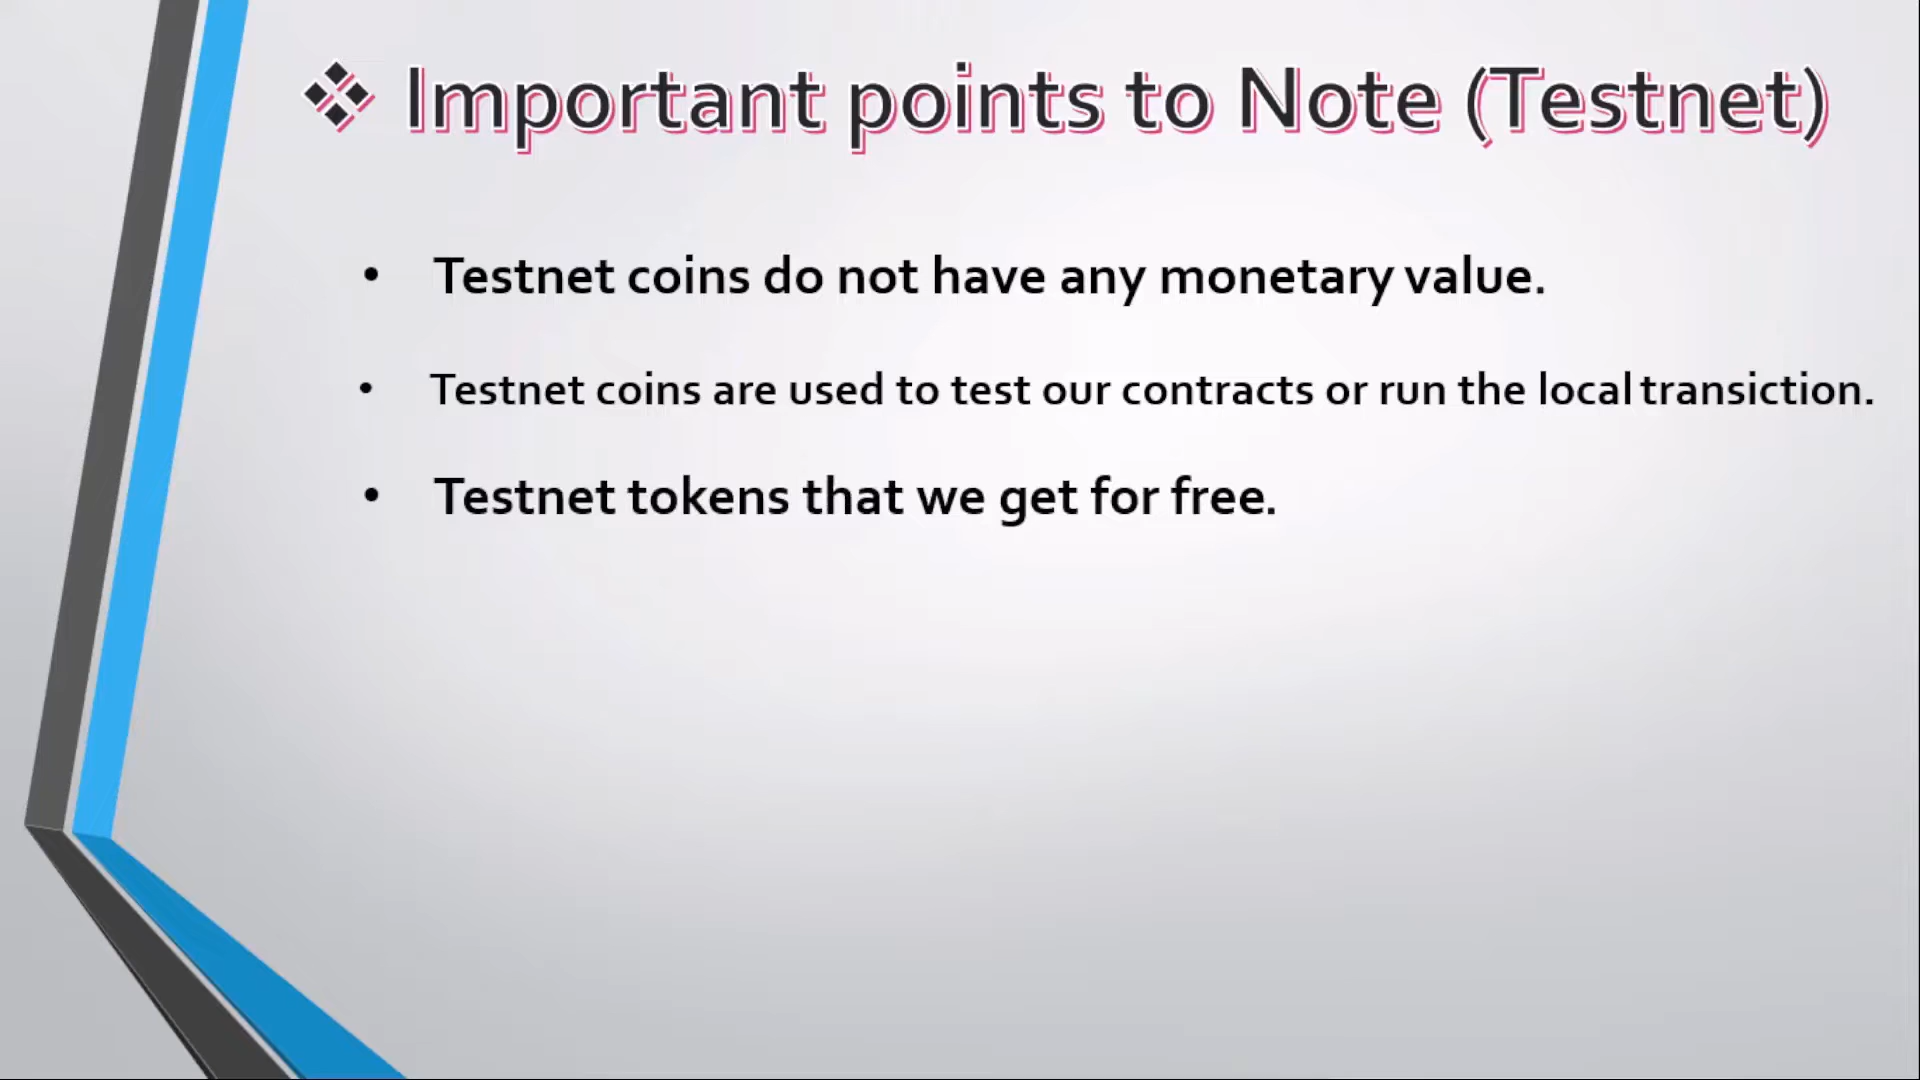 ❖ Important points to Note (Testnet)
• Testnet coins do not have any monetary value.
• Testnet coins are used to test our contracts or run the local transiction.
• Testnet tokens that we get for free.